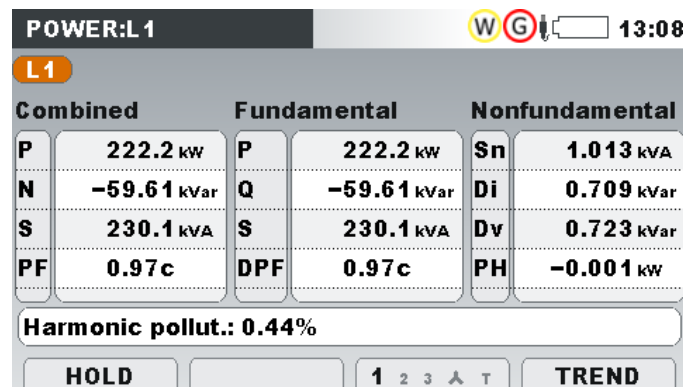 POWER:L1 W G 13:08
L1
Combined Fundamental Nonfundamental
P 222.2 kW P 222.2 kW Sn 1.013 kVA
N −59.61 kVar Q −59.61 kVar Di 0.709 kVar
S 230.1 kVA S 230.1 kVA Dv 0.723 kVar
PF 0.97c DPF 0.97c PH −0.001 kW
Harmonic pollut.: 0.44%
HOLD 1 2 3 T TREND